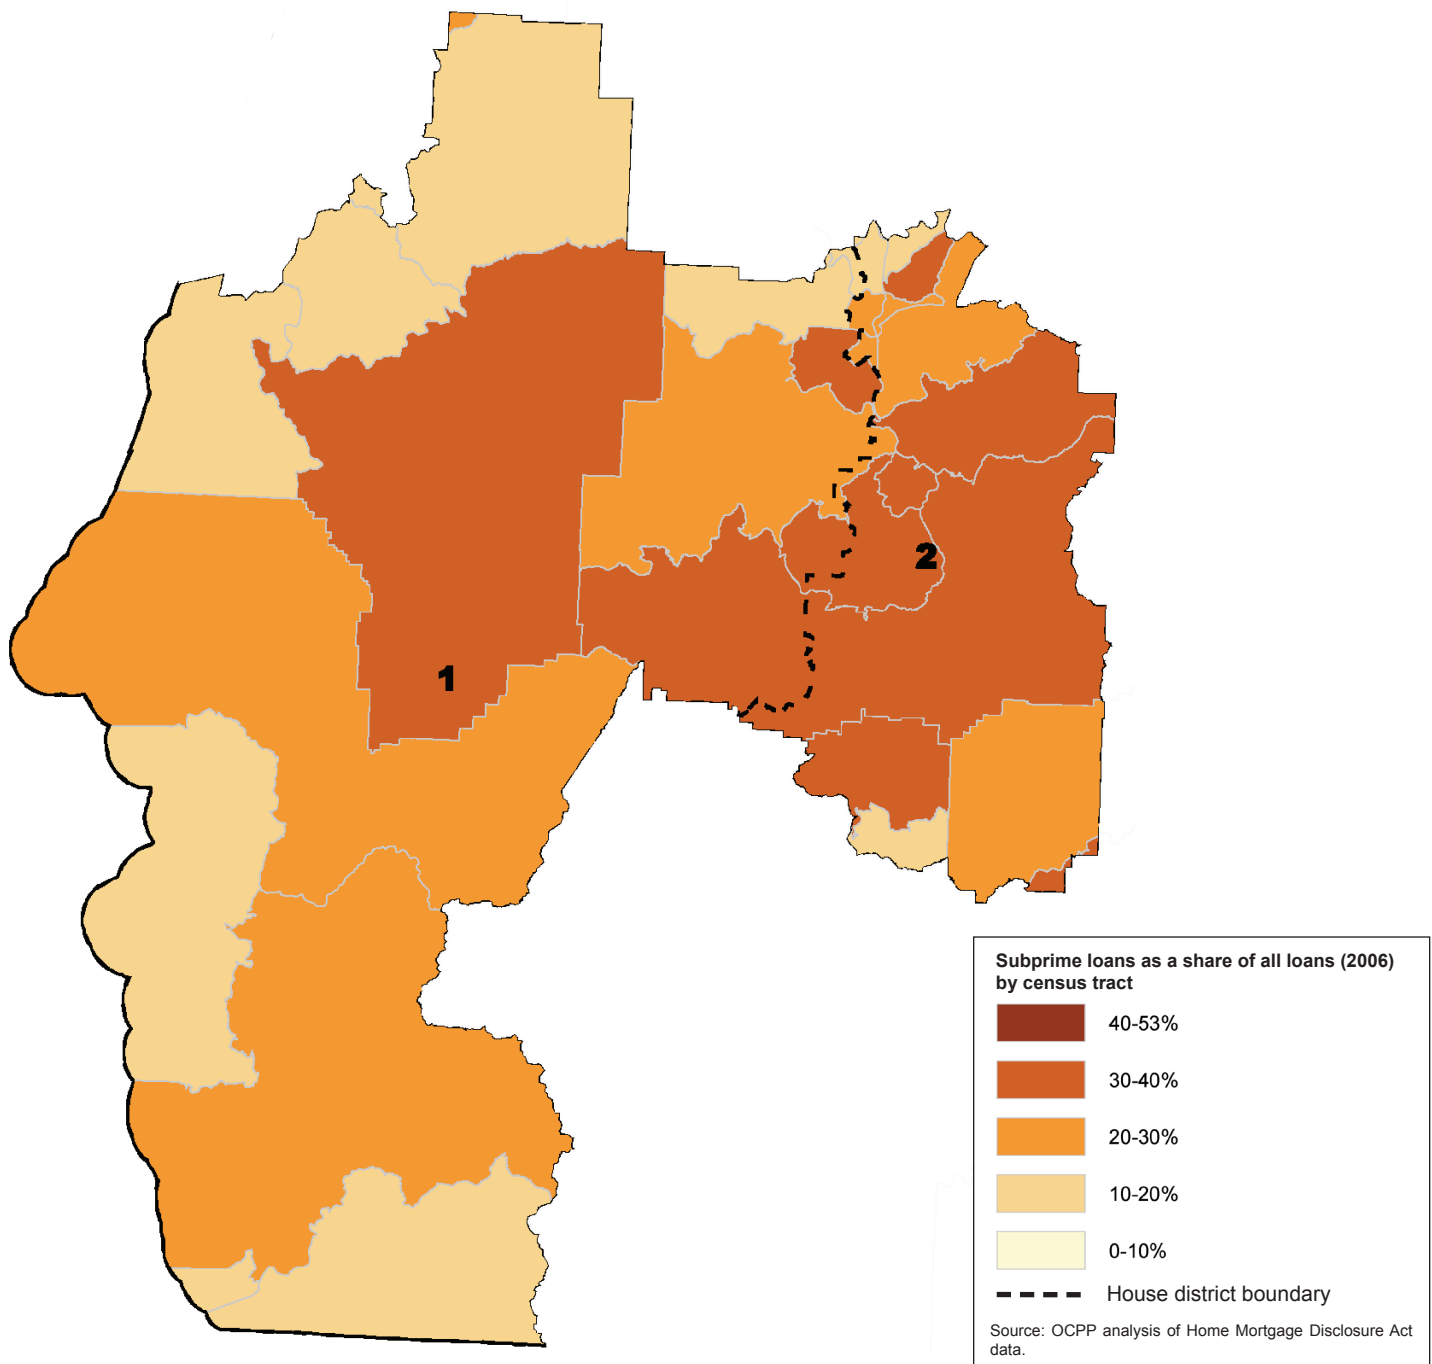 1
2
Subprime loans as a share of all loans (2006)
by census tract
40-53%
30-40%
20-30%
10-20%
0-10%
House district boundary
Source: OCPP analysis of Home Mortgage Disclosure Act
data.